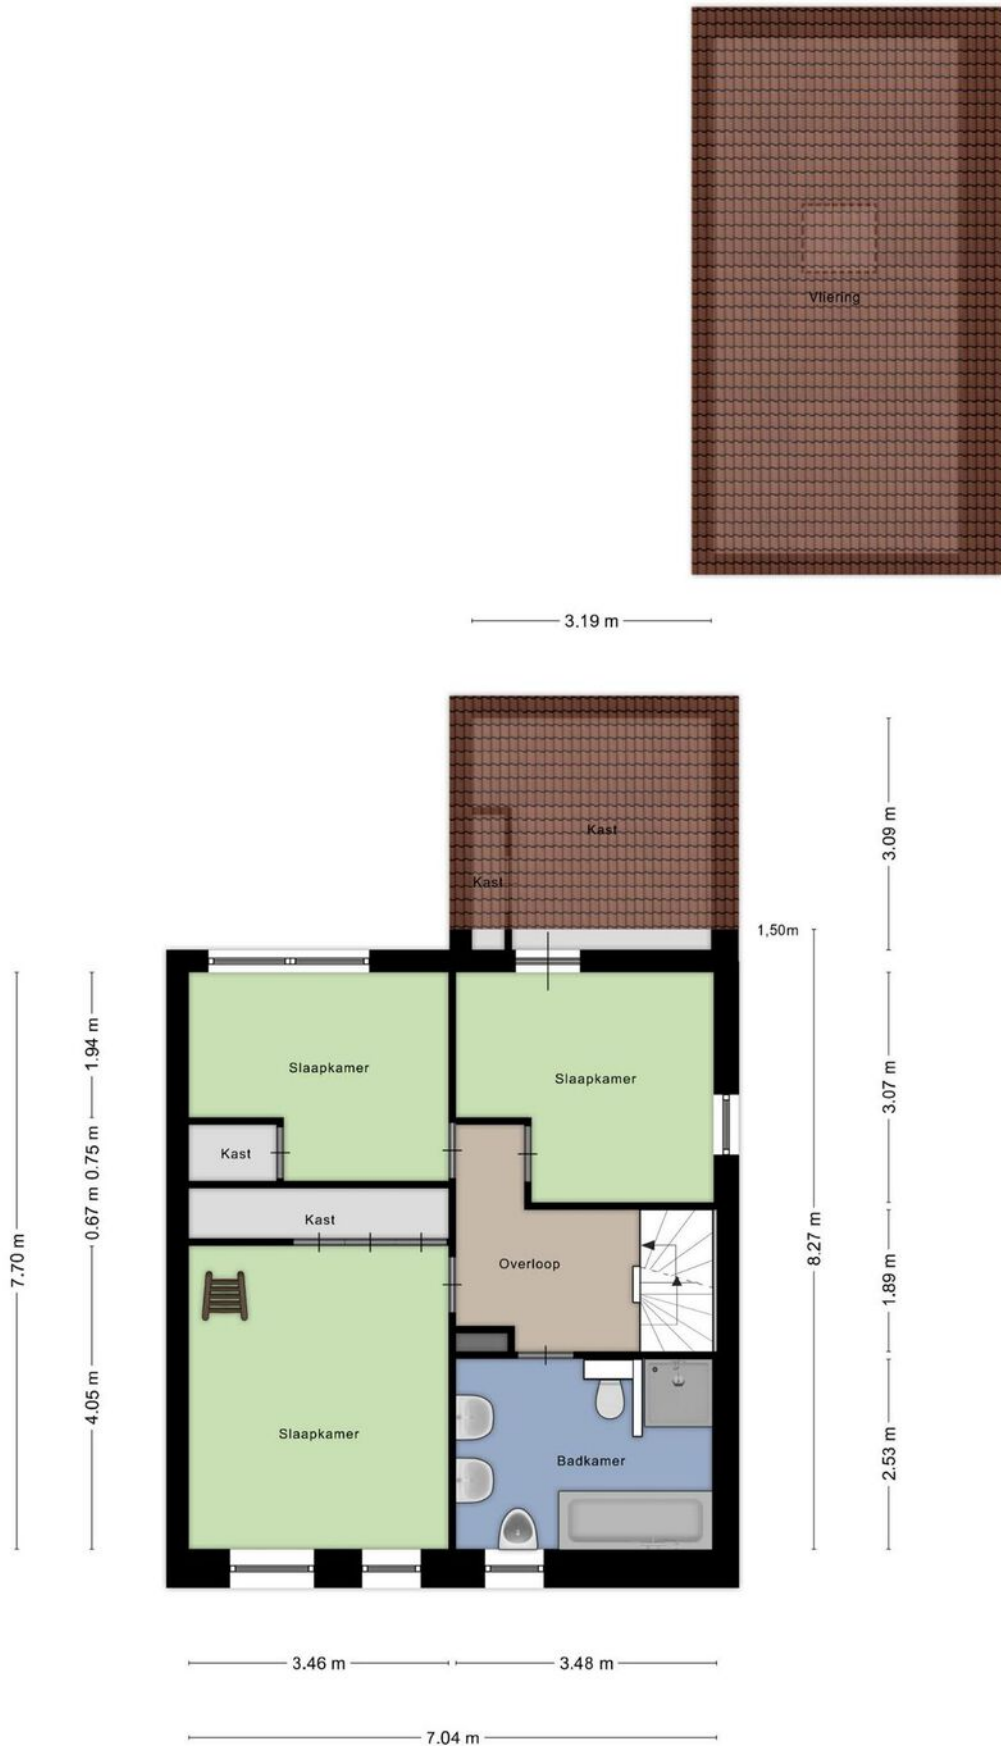 Vliering
3.19 m
Kast
Kast
3.09 m
1,50m
Slaapkamer
Slaapkamer
1.94 m
3.07 m
Kast
0.75 m
Kast
0.67 m
Overloop
7.70 m
8.27 m
1.89 m
Slaapkamer
4.05 m
Badkamer
2.53 m
3.46 m
3.48 m
7.04 m